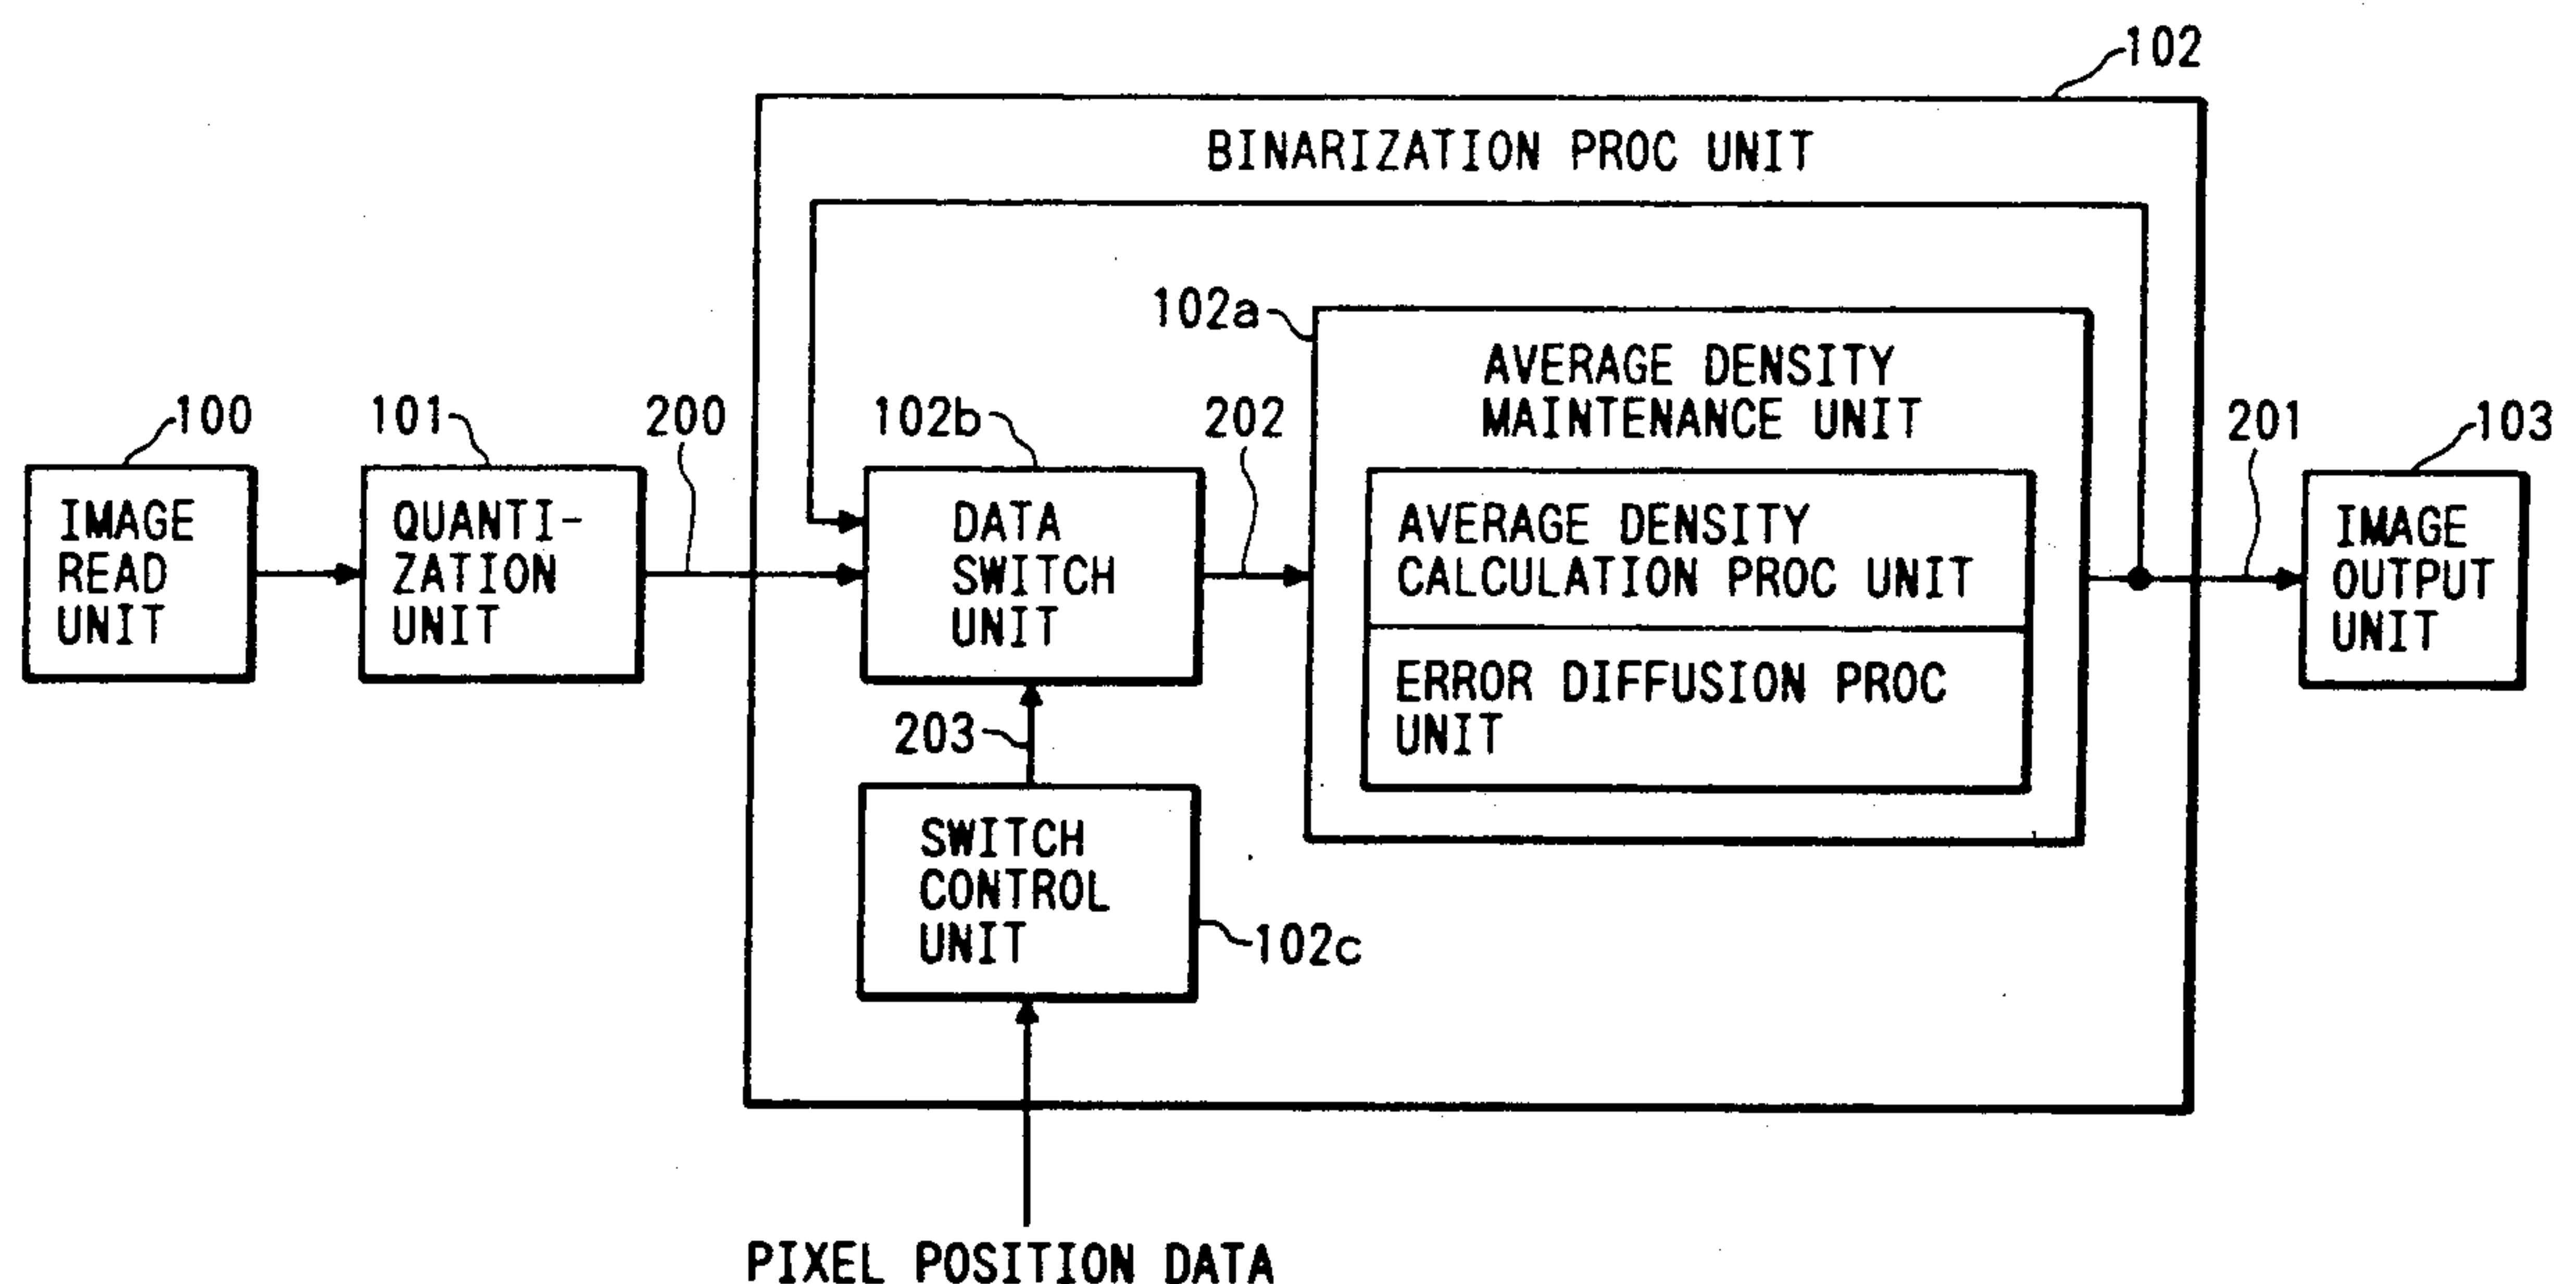 102
BINARIZATION PROC UNIT
102a
AVERAGE DENSITY
MAINTENANCE UNIT
100
101
200
102b
202
201
103
IMAGE
READ
UNIT
QUANTI-
ZATION
UNIT
DATA
SWITCH
UNIT
AVERAGE DENSITY
CALCULATION PROC UNIT
ERROR DIFFUSION PROC
UNIT
IMAGE
OUTPUT
UNIT
203
SWITCH
CONTROL
UNIT
102c
PIXEL POSITION DATA